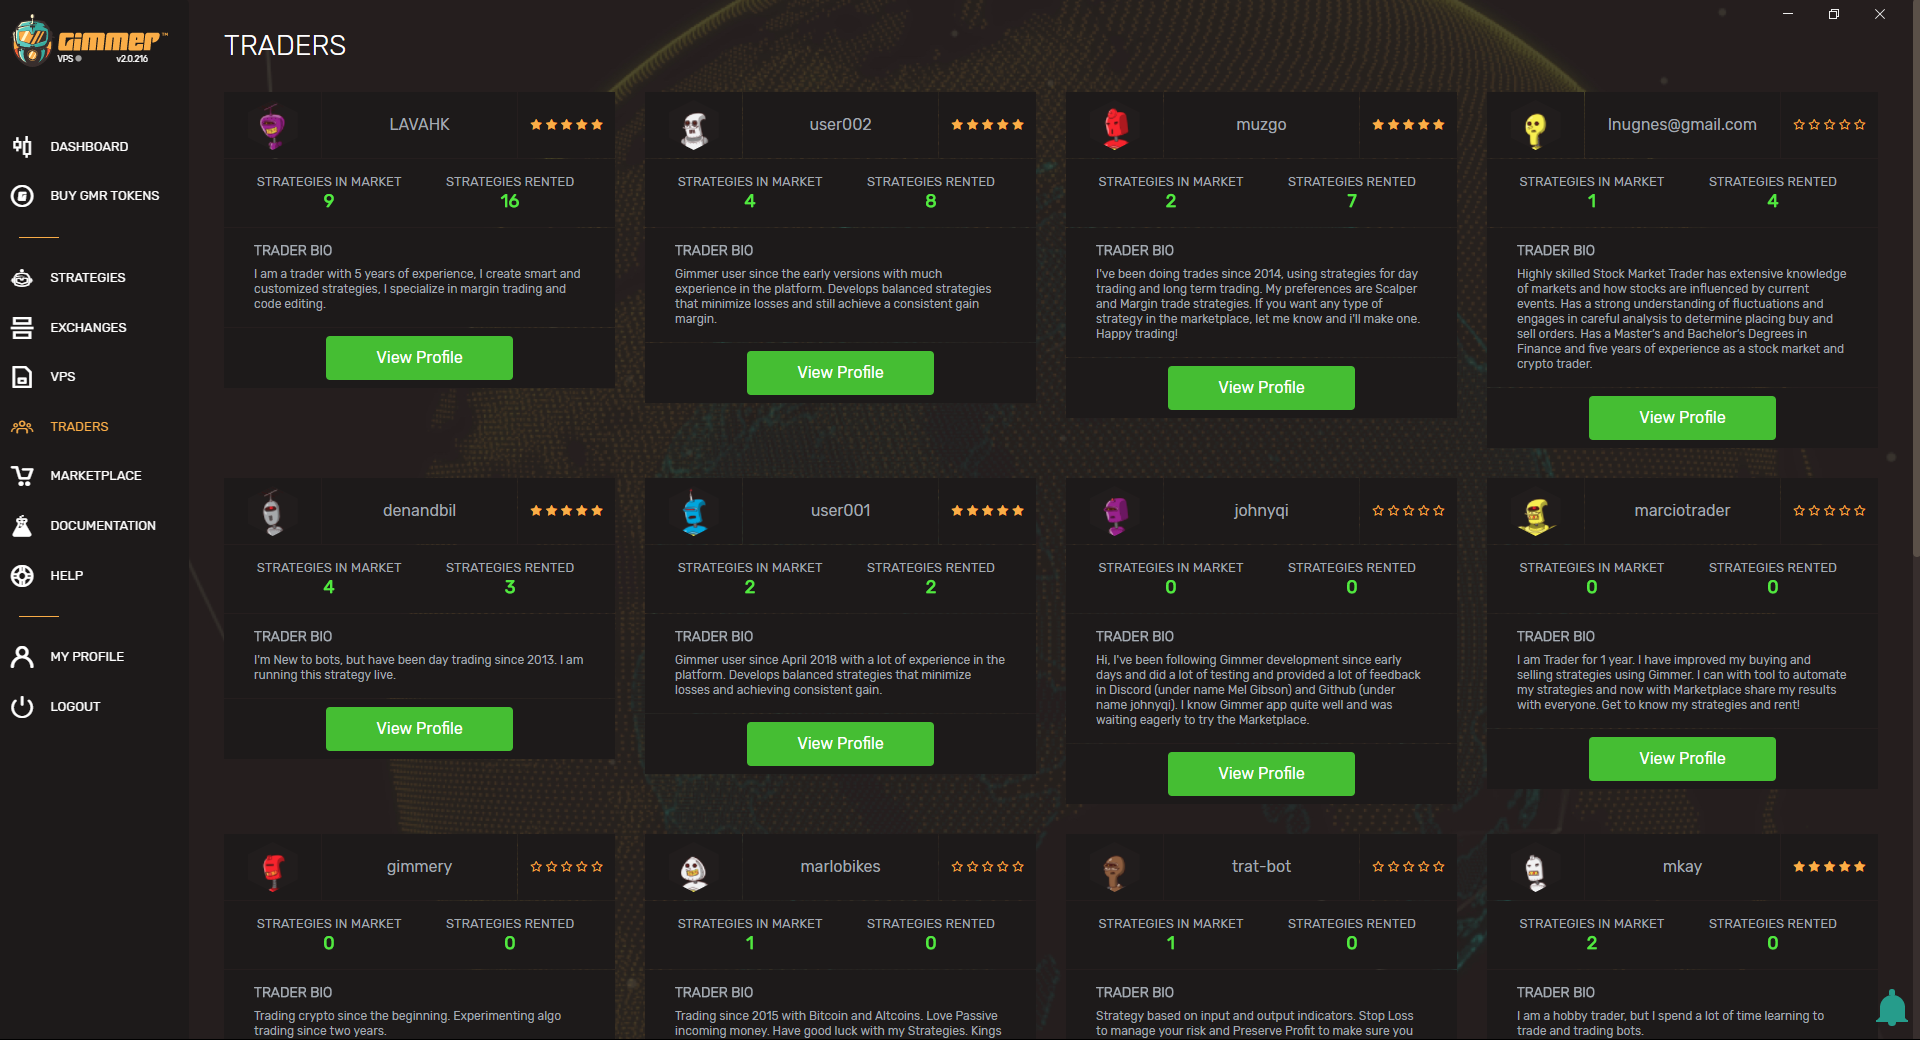 Gimmer™
VPS v2.0.216
DASHBOARD
BUY GMR TOKENS
STRATEGIES
EXCHANGES
VPS
TRADERS
MARKETPLACE
DOCUMENTATION
HELP
MY PROFILE
LOGOUT
TRADERS
LAVAHK
STRATEGIES IN MARKET STRATEGIES RENTED
9 16
TRADER BIO
I am a trader with 5 years of experience, I create smart and
customized strategies, I specialize in margin trading and
code editing.
View Profile
user002
STRATEGIES IN MARKET STRATEGIES RENTED
4 8
TRADER BIO
Gimmer user since the early versions with much
experience in the platform. Develops balanced strategies
that minimize losses and still achieve a consistent gain
margin.
View Profile
muzgo
STRATEGIES IN MARKET STRATEGIES RENTED
2 7
TRADER BIO
I've been doing trades since 2014, using strategies for day
trading and long term trading. My preferences are Scalper
and Margin trade strategies. If you want any type of
strategy in the marketplace, let me know and i'll make one.
Happy trading!
View Profile
lnugnes@gmail.com
STRATEGIES IN MARKET STRATEGIES RENTED
1 4
TRADER BIO
Highly skilled Stock Market Trader has extensive knowledge
of markets and how stocks are influenced by current
events. Has a strong understanding of fluctuations and
engages in careful analysis to determine placing buy and
sell orders. Has a Master's and Bachelor's Degrees in
Finance and five years of experience as a stock market and
crypto trader.
View Profile
denandbil
STRATEGIES IN MARKET STRATEGIES RENTED
4 3
TRADER BIO
I'm New to bots, but have been day trading since 2013. I am
running this strategy live.
View Profile
user001
STRATEGIES IN MARKET STRATEGIES RENTED
2 2
TRADER BIO
Gimmer user since April 2018 with a lot of experience in the
platform. Develops balanced strategies that minimize
losses and achieving consistent gain.
View Profile
johnyqi
STRATEGIES IN MARKET STRATEGIES RENTED
0 0
TRADER BIO
Hi, I've been following Gimmer development since early
days and did a lot of testing and provided a lot of feedback
in Discord (under name Mel Gibson) and Github (under
name johnyqi). I know Gimmer app quite well and was
waiting eagerly to try the Marketplace.
View Profile
marciotrader
STRATEGIES IN MARKET STRATEGIES RENTED
0 0
TRADER BIO
I am Trader for 1 year. I have improved my buying and
selling strategies using Gimmer. I can with tool to automate
my strategies and now with Marketplace share my results
with everyone. Get to know my strategies and rent!
View Profile
gimmery
STRATEGIES IN MARKET STRATEGIES RENTED
0 0
TRADER BIO
Trading crypto since the beginning. Experimenting algo
trading since two years.
marlobikes
STRATEGIES IN MARKET STRATEGIES RENTED
1 0
TRADER BIO
Trading since 2015 with Bitcoin and Altcoins. Love Passive
incoming money. Have good luck with my Strategies. Kings
trat-bot
STRATEGIES IN MARKET STRATEGIES RENTED
1 0
TRADER BIO
Strategy based on input and output indicators. Stop Loss
to manage your risk and Preserve Profit to make sure you
mkay
STRATEGIES IN MARKET STRATEGIES RENTED
2 0
TRADER BIO
I am a hobby trader, but I spend a lot of time learning to
trade and trading bots.